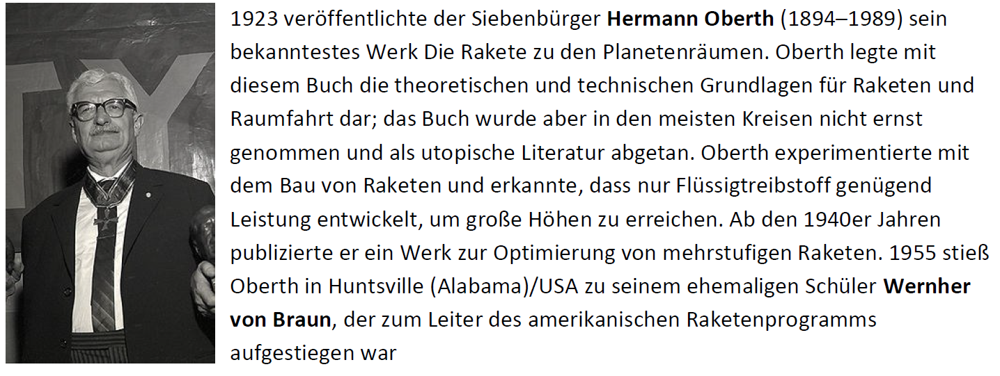 1923 veröffentlichte der Siebenbürger Hermann Oberth (1894–1989) sein
bekanntestes Werk Die Rakete zu den Planetenräumen. Oberth legte mit
diesem Buch die theoretischen und technischen Grundlagen für Raketen und
Raumfahrt dar; das Buch wurde aber in den meisten Kreisen nicht ernst
genommen und als utopische Literatur abgetan. Oberth experimentierte mit
dem Bau von Raketen und erkannte, dass nur Flüssigtreibstoff genügend
Leistung entwickelt, um große Höhen zu erreichen. Ab den 1940er Jahren
publizierte er ein Werk zur Optimierung von mehrstufigen Raketen. 1955 stieß
Oberth in Huntsville (Alabama)/USA zu seinem ehemaligen Schüler Wernher
von Braun, der zum Leiter des amerikanischen Raketenprogramms
aufgestiegen war
TY